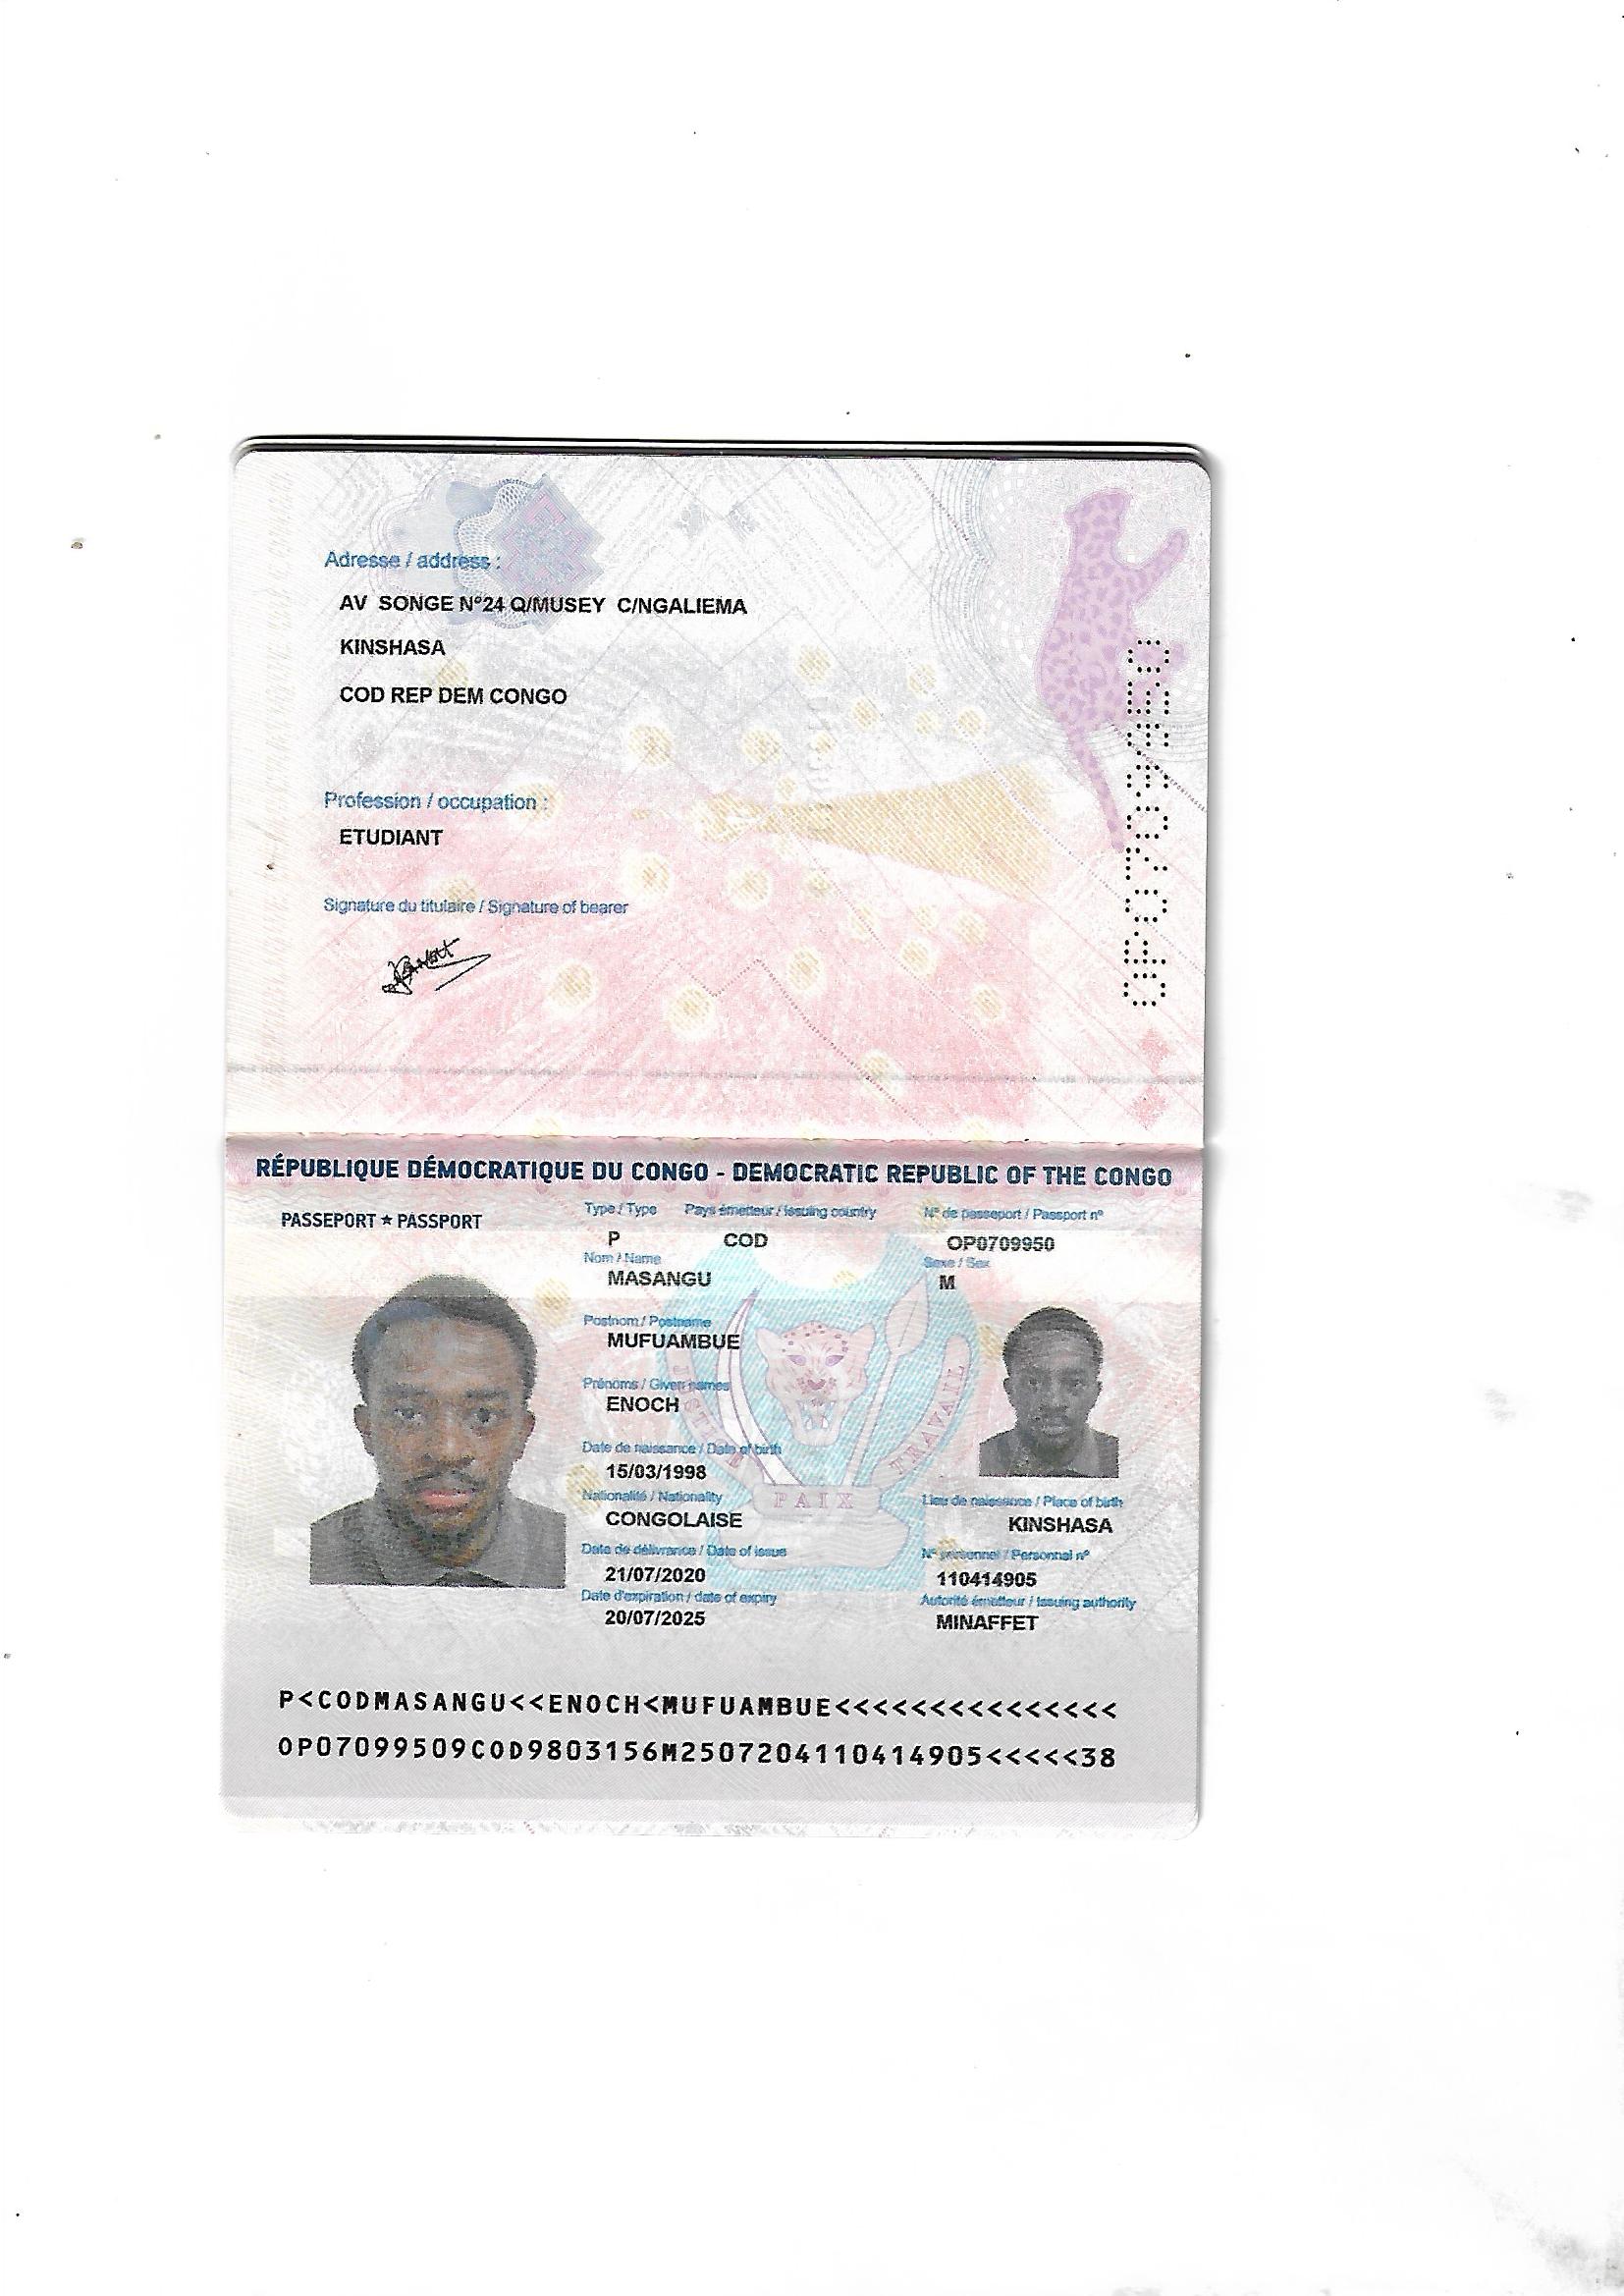 Adresse / address :
AV SONGE N°24 Q/MUSEY C/NGALIEMA
KINSHASA
COD REP DEM CONGO
Profession / occupation :
ETUDIANT
Signature du titulaire / Signature of bearer
RÉPUBLIQUE DÉMOCRATIQUE DU CONGO - DEMOCRATIC REPUBLIC OF THE CONGO
PASSEPORT ★ PASSPORT
Type / Type Pays émetteur / Issuing country N° de passeport / Passport n°
P COD OP0709950
Nom / Name Sexe / Sex
MASANGU M
Postnom / Postname
MUFUAMBUE
Prénoms / Given names
ENOCH
Date de naissance / Date of birth
15/03/1998
Nationalité / Nationality Lieu de naissance / Place of birth
CONGOLAISE KINSHASA
Date de délivrance / Date of issue N° personnel / Personnal n°
21/07/2020 110414905
Date d'expiration / date of expiry Autorité émetteur / Issuing authority
20/07/2025 MINAFFET
TRAVAIL
PAIX
P<CODMASANGU<<ENOCH<MUFUAMBUE<<<<<<<<<<<<<<<
OP07099509COD9803156M2507204110414905<<<<<38